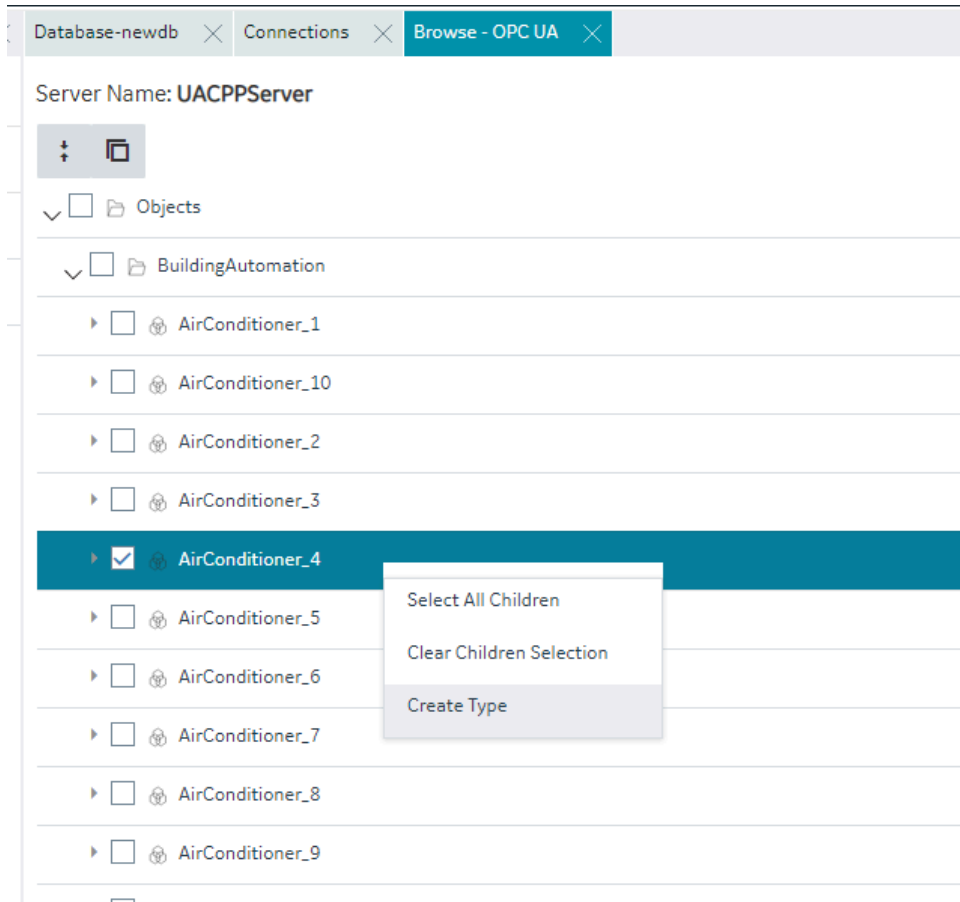 Database-newdb Connections Browse - OPC UA
Server Name: UACPPServer
Objects
BuildingAutomation
AirConditioner_1
AirConditioner_10
AirConditioner_2
AirConditioner_3
AirConditioner_4
Select All Children
AirConditioner_5
Clear Children Selection
AirConditioner_6
Create Type
AirConditioner_7
AirConditioner_8
AirConditioner_9